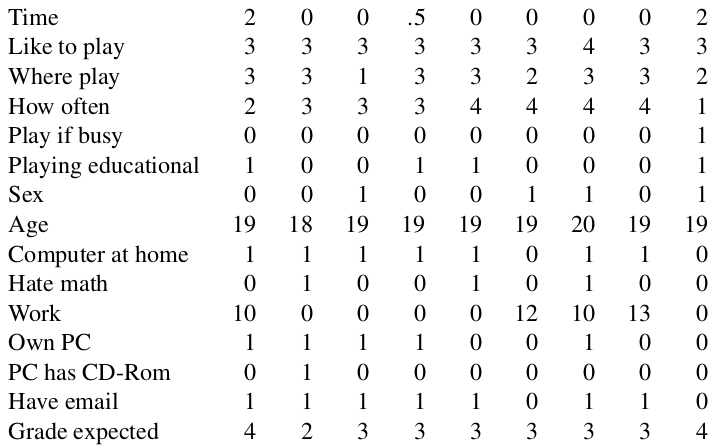 Time 2 0 0 .5 0 0 0 0 2
Like to play 3 3 3 3 3 3 4 3 3
Where play 3 3 1 3 3 2 3 3 2
How often 2 3 3 3 4 4 4 4 1
Play if busy 0 0 0 0 0 0 0 0 1
Playing educational 1 0 0 1 1 0 0 0 1
Sex 0 0 1 0 0 1 1 0 1
Age 19 18 19 19 19 19 20 19 19
Computer at home 1 1 1 1 1 0 1 1 0
Hate math 0 1 0 0 1 0 1 0 0
Work 10 0 0 0 0 12 10 13 0
Own PC 1 1 1 1 0 0 1 0 0
PC has CD-Rom 0 1 0 0 0 0 0 0 0
Have email 1 1 1 1 1 0 1 1 0
Grade expected 4 2 3 3 3 3 3 3 4